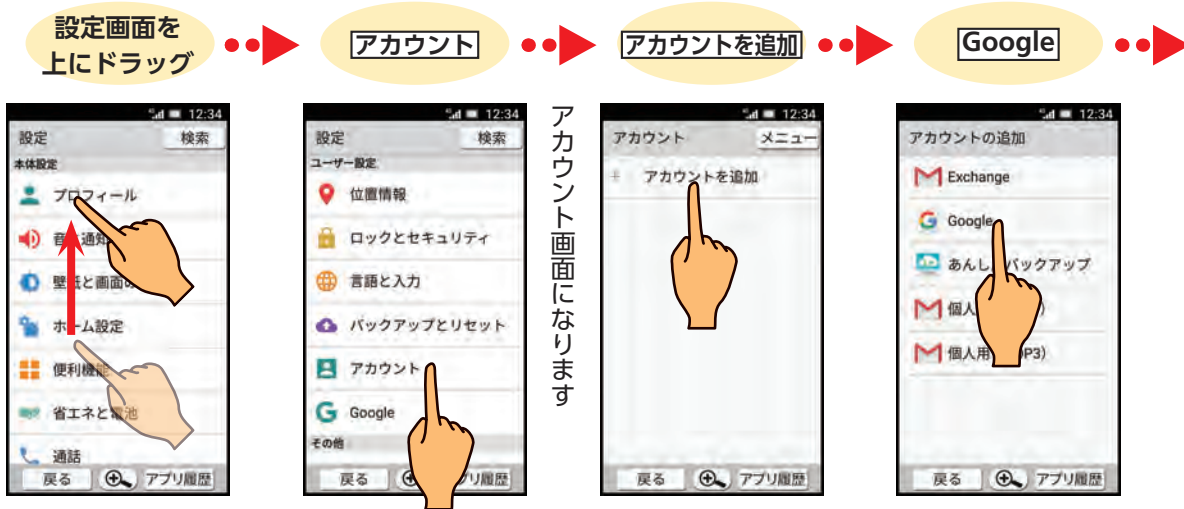 設定画面を
上にドラッグ
アカウント
アカウントを追加
Google
12:34
設定
検索
本体設定
プロフィール
音と通知
壁紙と画面の
ホーム設定
便利機能
省エネと電池
通話
戻る
アプリ履歴
12:34
設定
検索
ユーザー設定
位置情報
ロックとセキュリティ
言語と入力
バックアップとリセット
アカウント
Google
その他
戻る
プリ履歴
アカウント画面になります
12:34
アカウント
メニュー
アカウントを追加
戻る
アプリ履歴
12:34
アカウントの追加
Exchange
Google
あんし バックアップ
個人 )
個人用 P3)
戻る
アプリ履歴